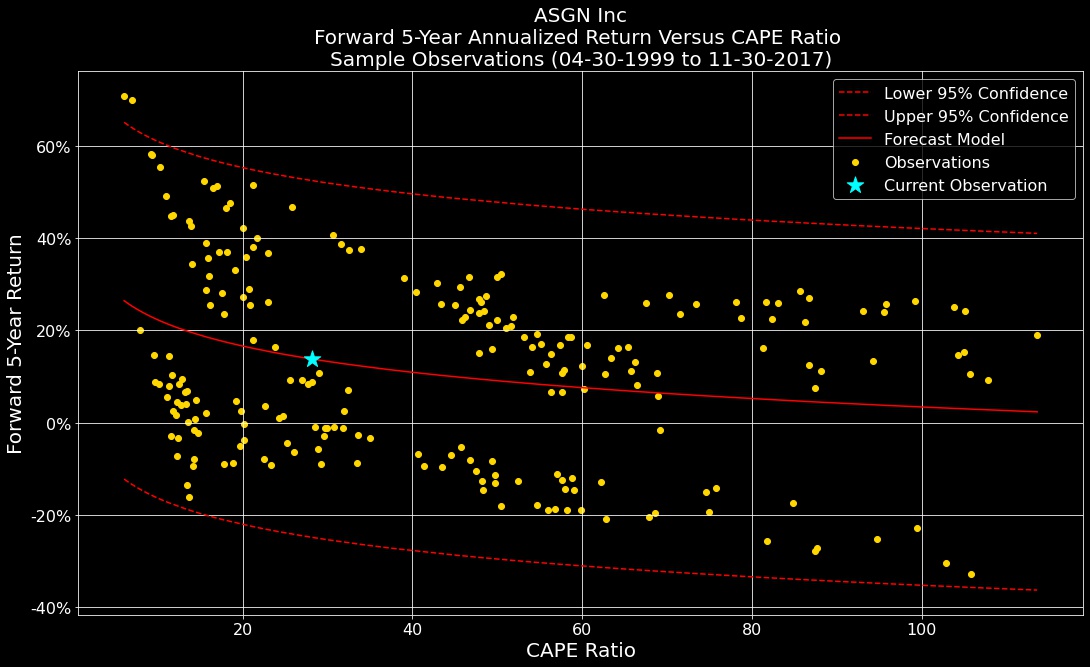 ASGN Inc
Forward 5-Year Annualized Return Versus CAPE Ratio
Sample Observations (04-30-1999 to 11-30-2017)
Lower 95% Confidence
Upper 95% Confidence
Forecast Model
Observations
Current Observation
Forward 5-Year Return
60%
40%
20%
0%
-20%
-40%
20 40 60 80 100
CAPE Ratio